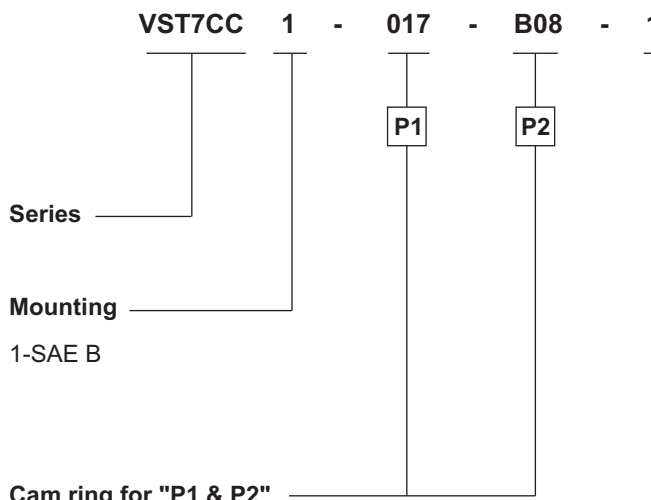 VST7CC 1 - 017 - B08 -
P1 P2
Series
Mounting
1-SAE B
Cam ring for "P1 & P2"